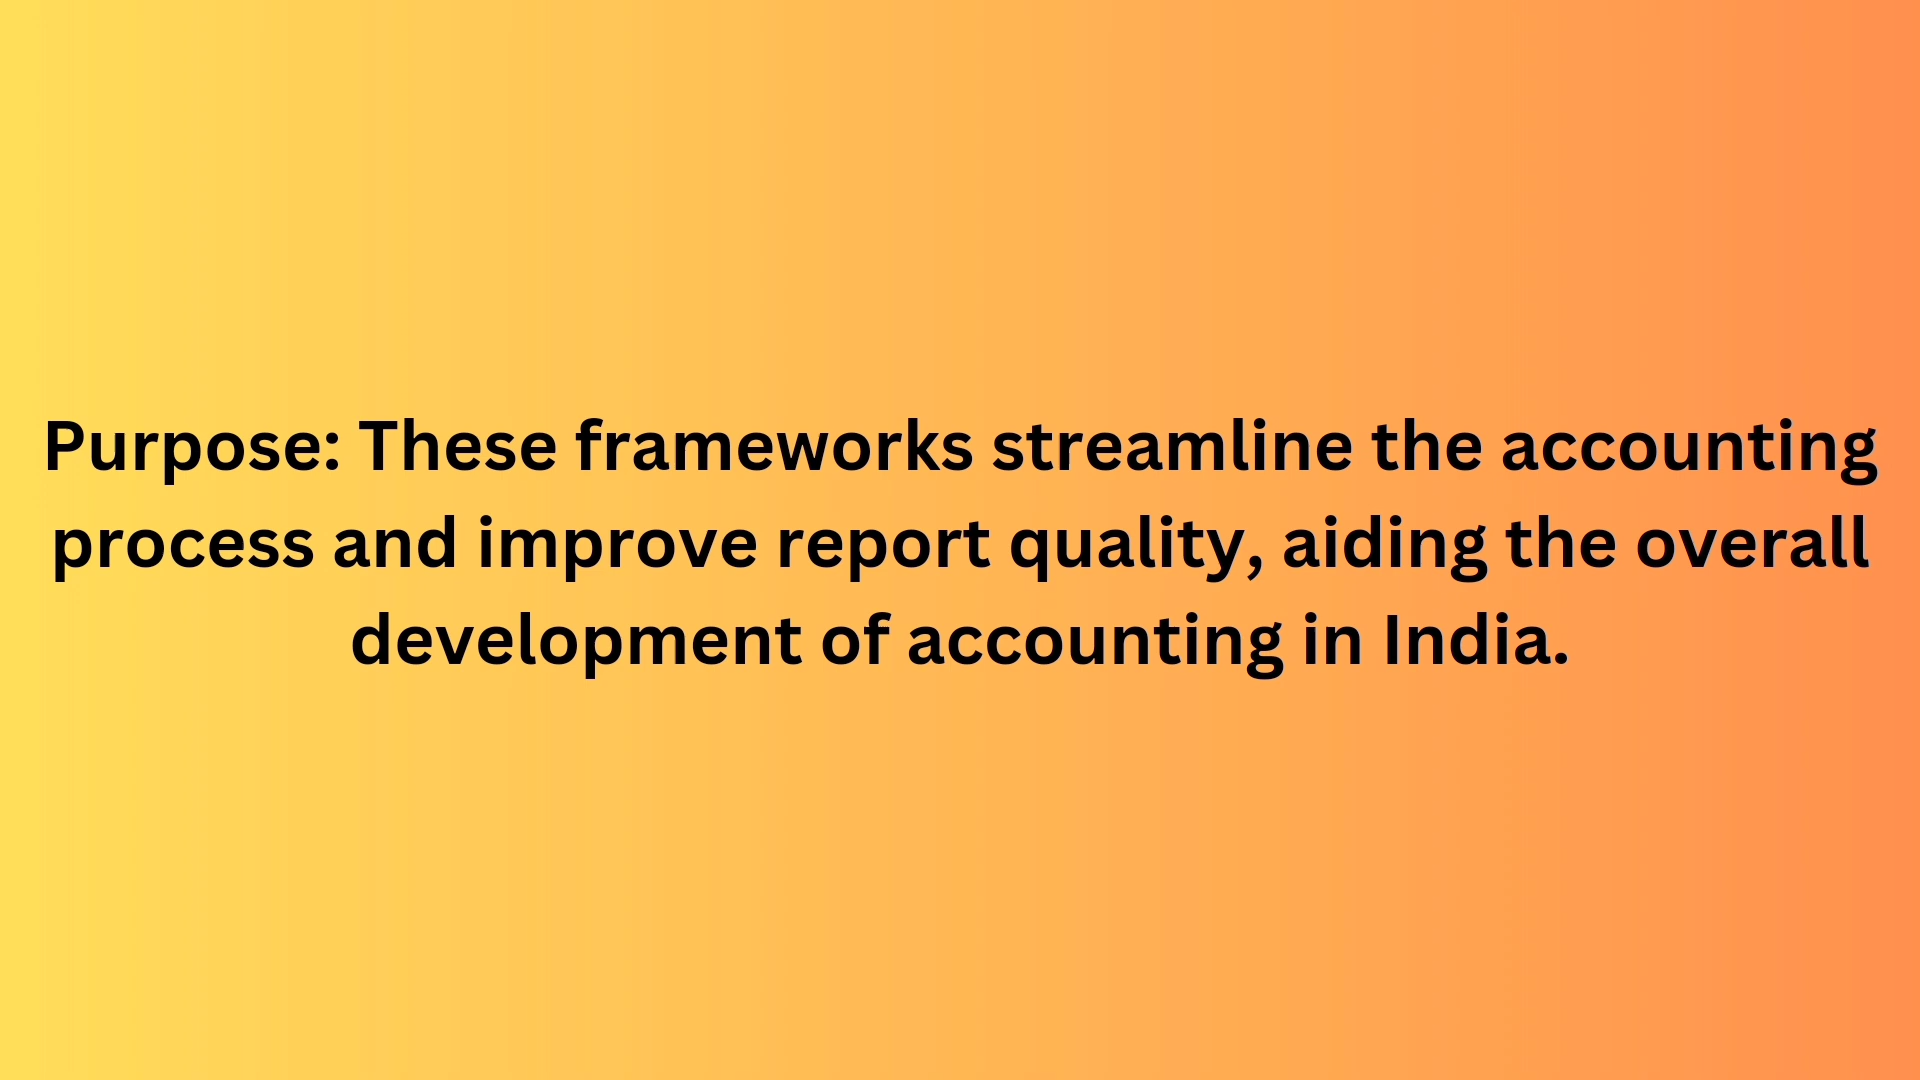 Purpose: These frameworks streamline the accounting
process and improve report quality, aiding the overall
development of accounting in India.